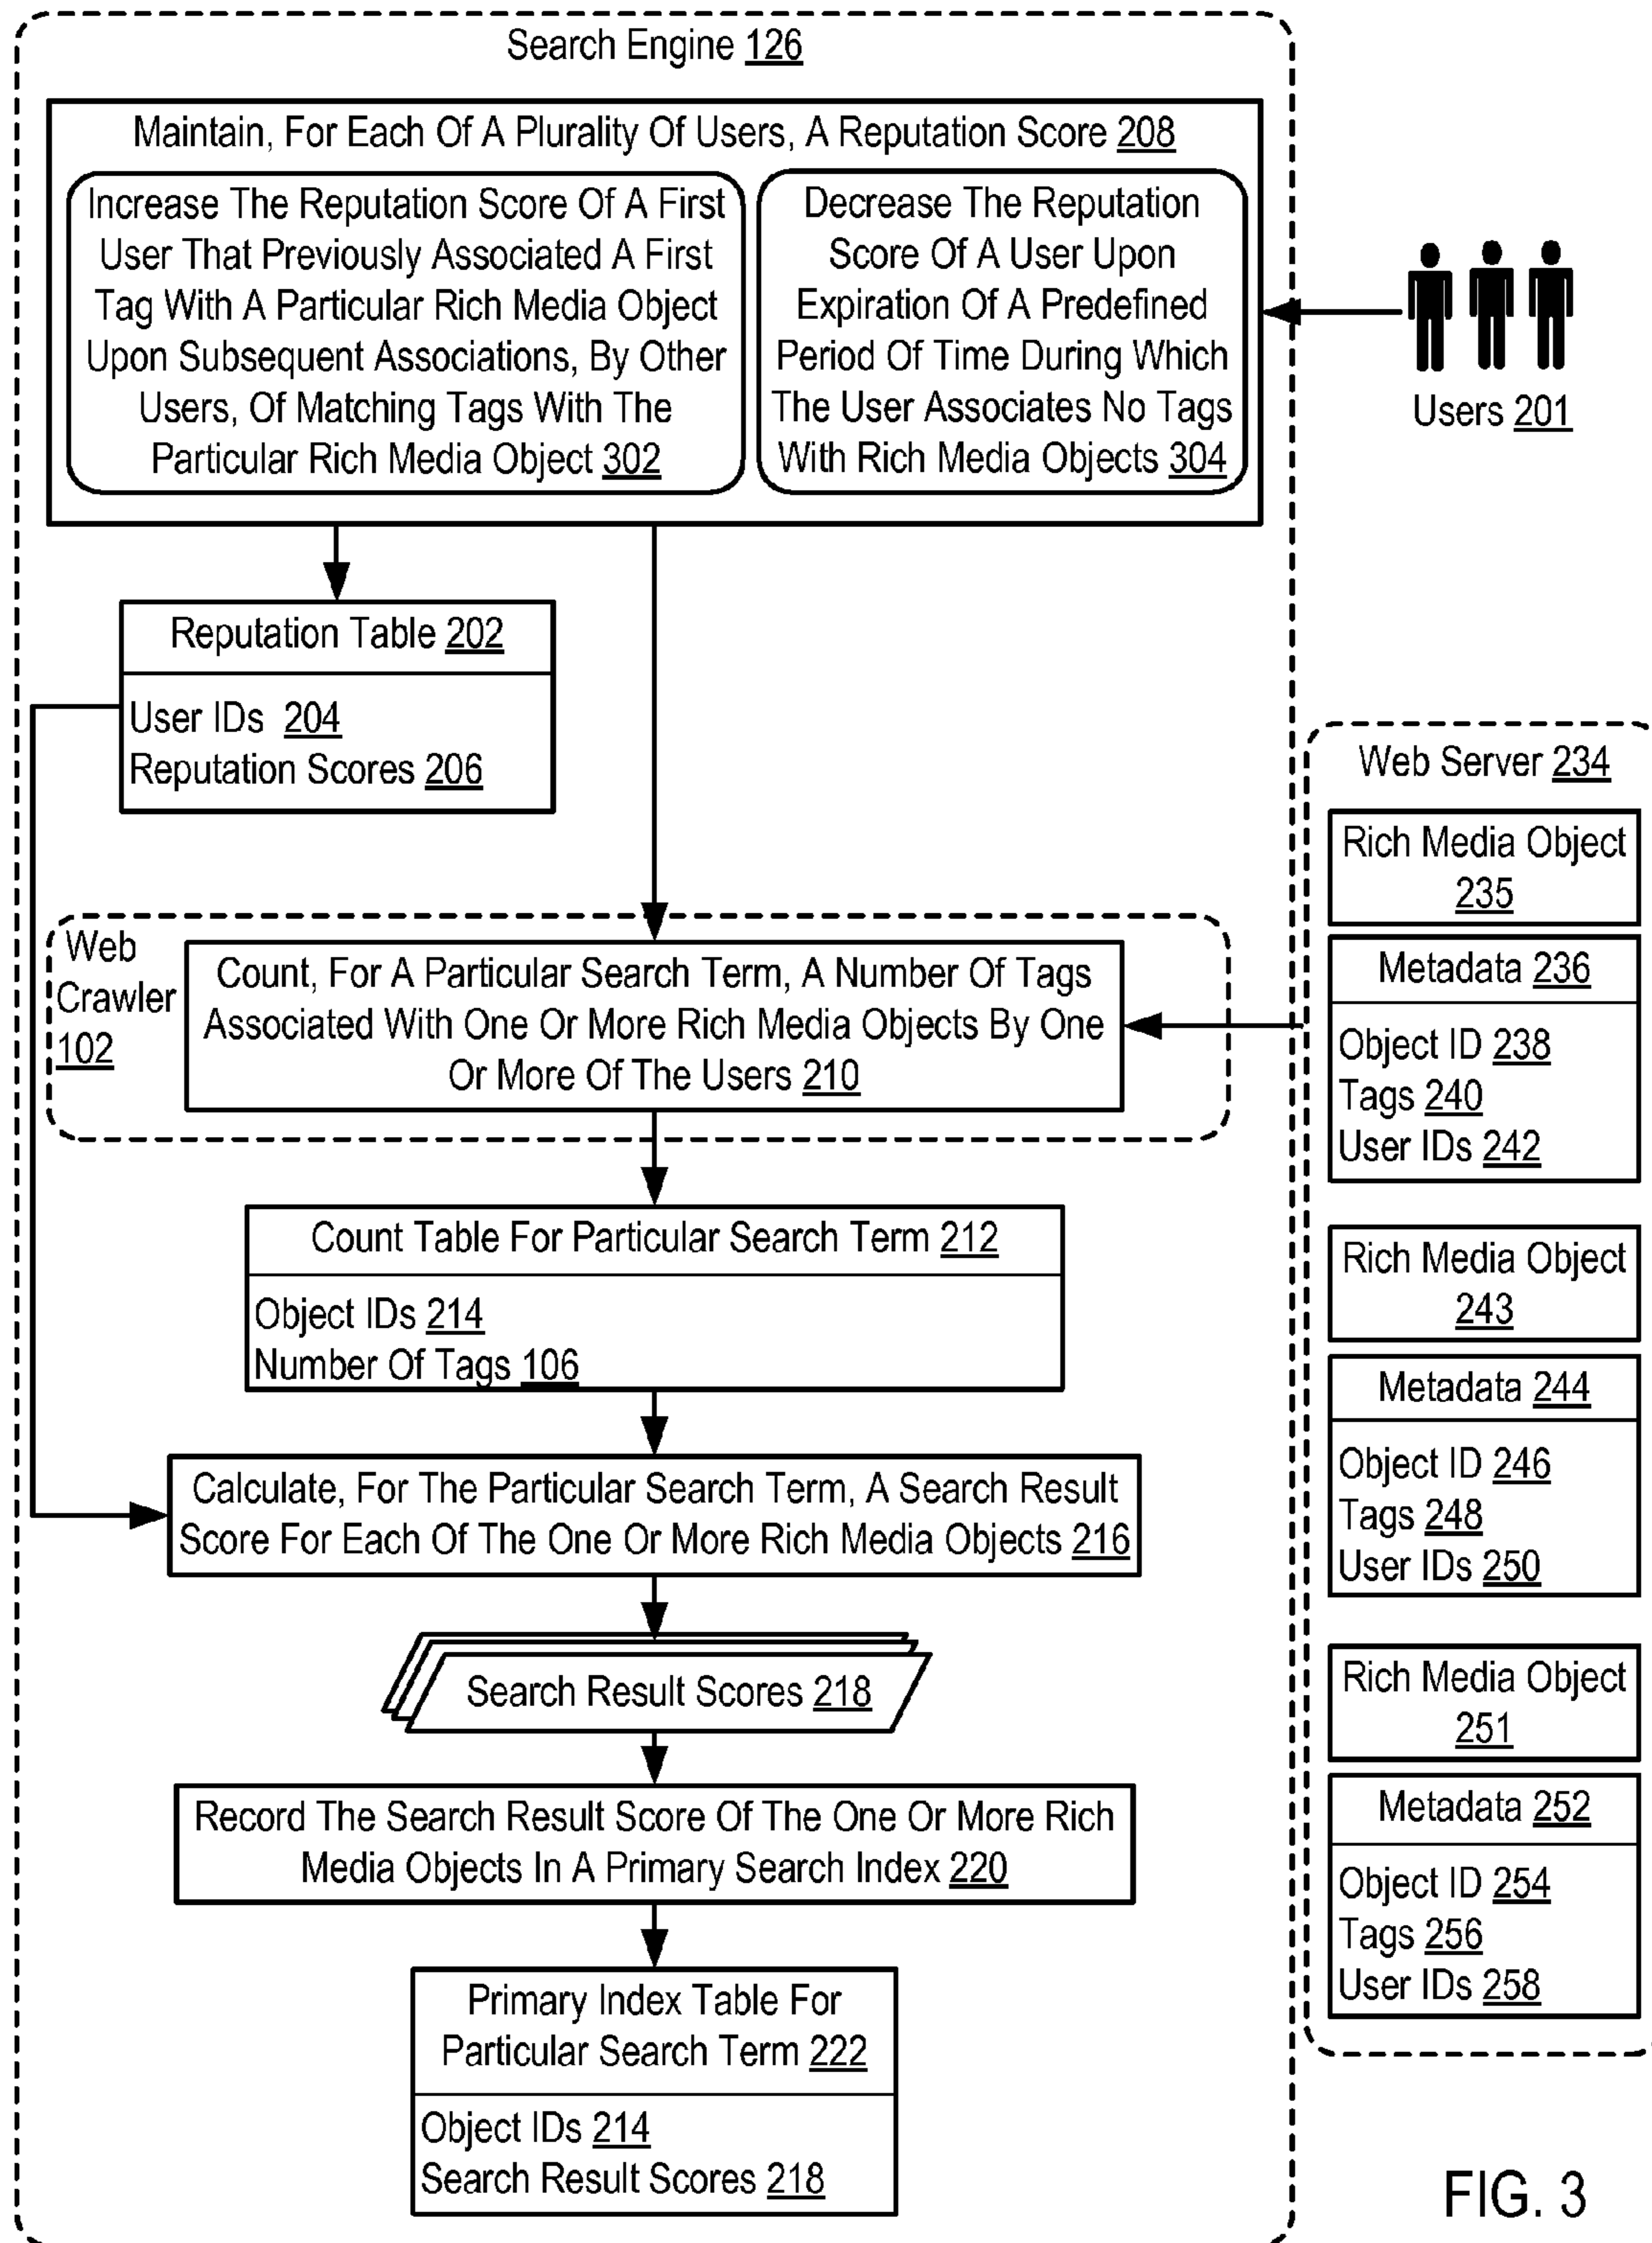 Search Engine 126
Maintain, For Each Of A Plurality Of Users, A Reputation Score 208
Increase The Reputation Score Of A First
User That Previously Associated A First
Tag With A Particular Rich Media Object
Upon Subsequent Associations, By Other
Users, Of Matching Tags With The
Particular Rich Media Object 302
Decrease The Reputation
Score Of A User Upon
Expiration Of A Predefined
Period Of Time During Which
The User Associates No Tags
With Rich Media Objects 304
Users 201
Reputation Table 202
User IDs 204
Reputation Scores 206
Web Server 234
Rich Media Object
235
Metadata 236
Object ID 238
Tags 240
User IDs 242
Rich Media Object
243
Metadata 244
Object ID 246
Tags 248
User IDs 250
Rich Media Object
251
Metadata 252
Object ID 254
Tags 256
User IDs 258
Web
Crawler
102
Count, For A Particular Search Term, A Number Of Tags
Associated With One Or More Rich Media Objects By One
Or More Of The Users 210
Count Table For Particular Search Term 212
Object IDs 214
Number Of Tags 106
Calculate, For The Particular Search Term, A Search Result
Score For Each Of The One Or More Rich Media Objects 216
Search Result Scores 218
Record The Search Result Score Of The One Or More Rich
Media Objects In A Primary Search Index 220
Primary Index Table For
Particular Search Term 222
Object IDs 214
Search Result Scores 218
FIG. 3